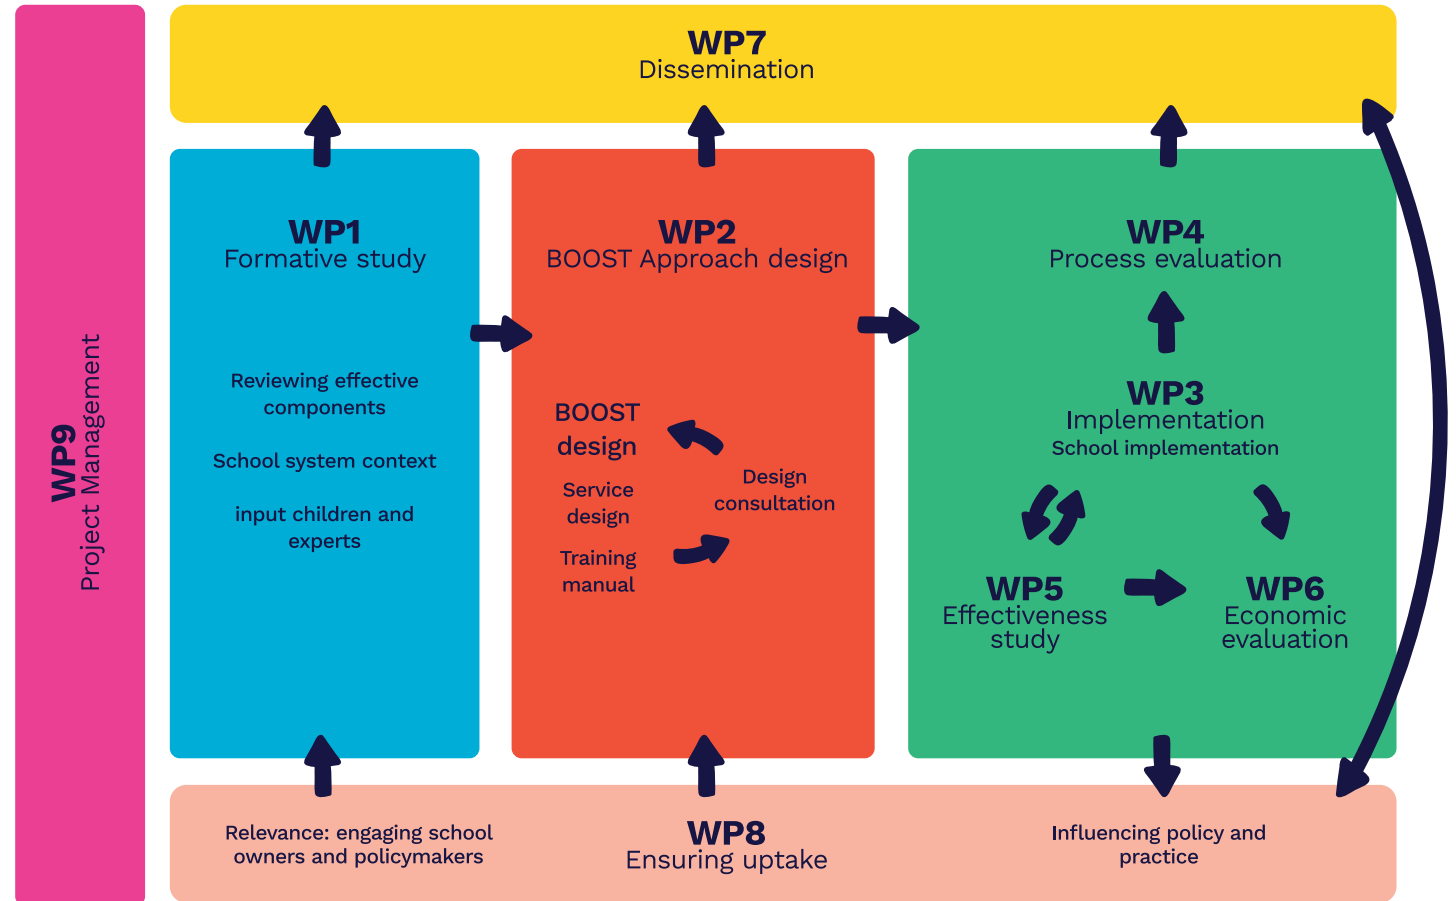 WP9
Project Management
WP7
Dissemination
WP1
Formative study
Reviewing effective
components
School system context
input children and
experts
WP2
BOOST Approach design
BOOST
design
Service
design
Training
manual
Design
consultation
WP4
Process evaluation
WP3
Implementation
School implementation
WP5
Effectiveness
study
WP6
Economic
evaluation
Relevance: engaging school
owners and policymakers
WP8
Ensuring uptake
Influencing policy and
practice